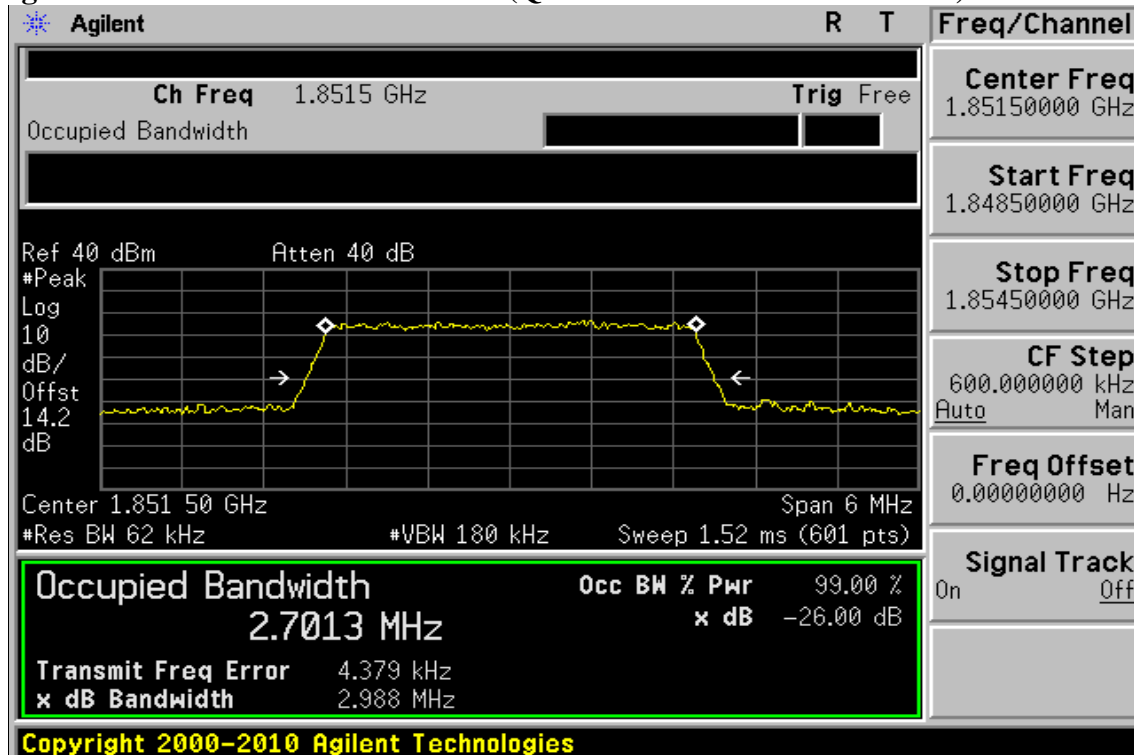 Agilent R T
Freq/Channel
Ch Freq 1.8515 GHz Trig Free
Occupied Bandwidth
Center Freq
1.85150000 GHz
Start Freq
1.84850000 GHz
Stop Freq
1.85450000 GHz
CF Step
600.000000 kHz
Auto Man
Freq Offset
0.00000000 Hz
Signal Track
On Off
Ref 40 dBm Atten 40 dB
#Peak
Log
10
dB/
Offst
14.2
dB
Center 1.851 50 GHz Span 6 MHz
#Res BW 62 kHz #VBW 180 kHz Sweep 1.52 ms (601 pts)
Occupied Bandwidth
2.7013 MHz
Occ BW % Pwr 99.00 %
x dB -26.00 dB
Transmit Freq Error 4.379 kHz
x dB Bandwidth 2.988 MHz
Copyright 2000-2010 Agilent Technologies